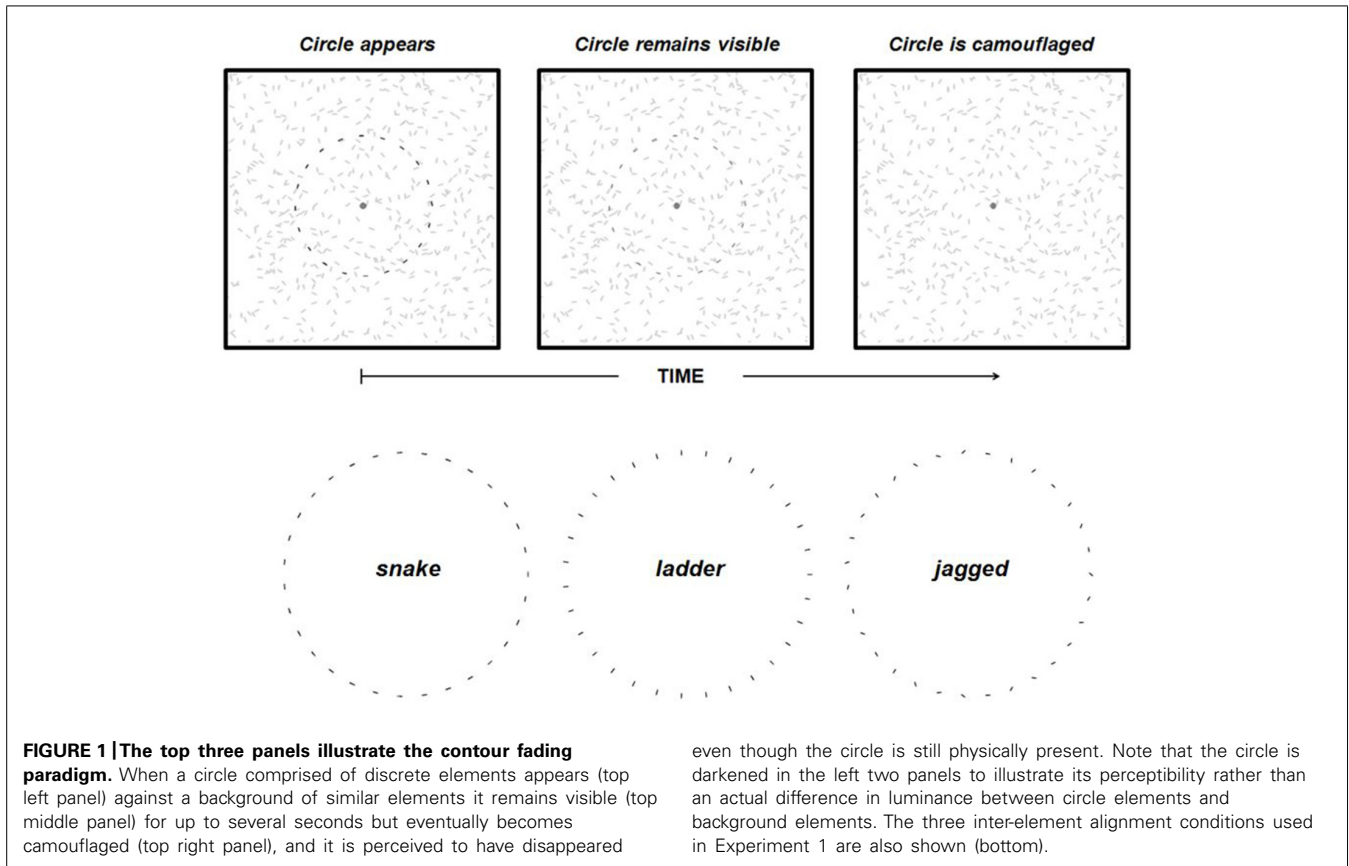 Circle appears
Circle remains visible
Circle is camouflaged
TIME
snake
ladder
jagged
FIGURE 1 | The top three panels illustrate the contour fading
paradigm. When a circle comprised of discrete elements appears (top
left panel) against a background of similar elements it remains visible (top
middle panel) for up to several seconds but eventually becomes
camouflaged (top right panel), and it is perceived to have disappeared
even though the circle is still physically present. Note that the circle is
darkened in the left two panels to illustrate its perceptibility rather than
an actual difference in luminance between circle elements and
background elements. The three inter-element alignment conditions used
in Experiment 1 are also shown (bottom).